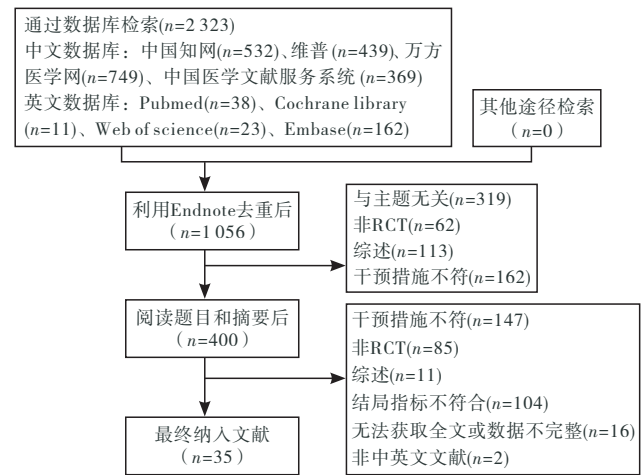 通过数据库检索(n=2 323)
中文数据库：中国知网(n=532)、维普(n=439)、万方
医学网(n=749)、中国医学文献服务系统(n=369)
英文数据库：Pubmed(n=38)、Cochrane library
(n=11)、Web of science(n=23)、Embase(n=162)
其他途径检索
（n=0）
利用Endnote去重后
（n=1 056）
与主题无关(n=319)
非RCT(n=62)
综述(n=113)
干预措施不符(n=162)
阅读题目和摘要后
（n=400）
干预措施不符(n=147)
非RCT(n=85)
综述(n=11)
结局指标不符合(n=104)
无法获取全文或数据不完整(n=16)
非中英文文献(n=2)
最终纳入文献
（n=35）